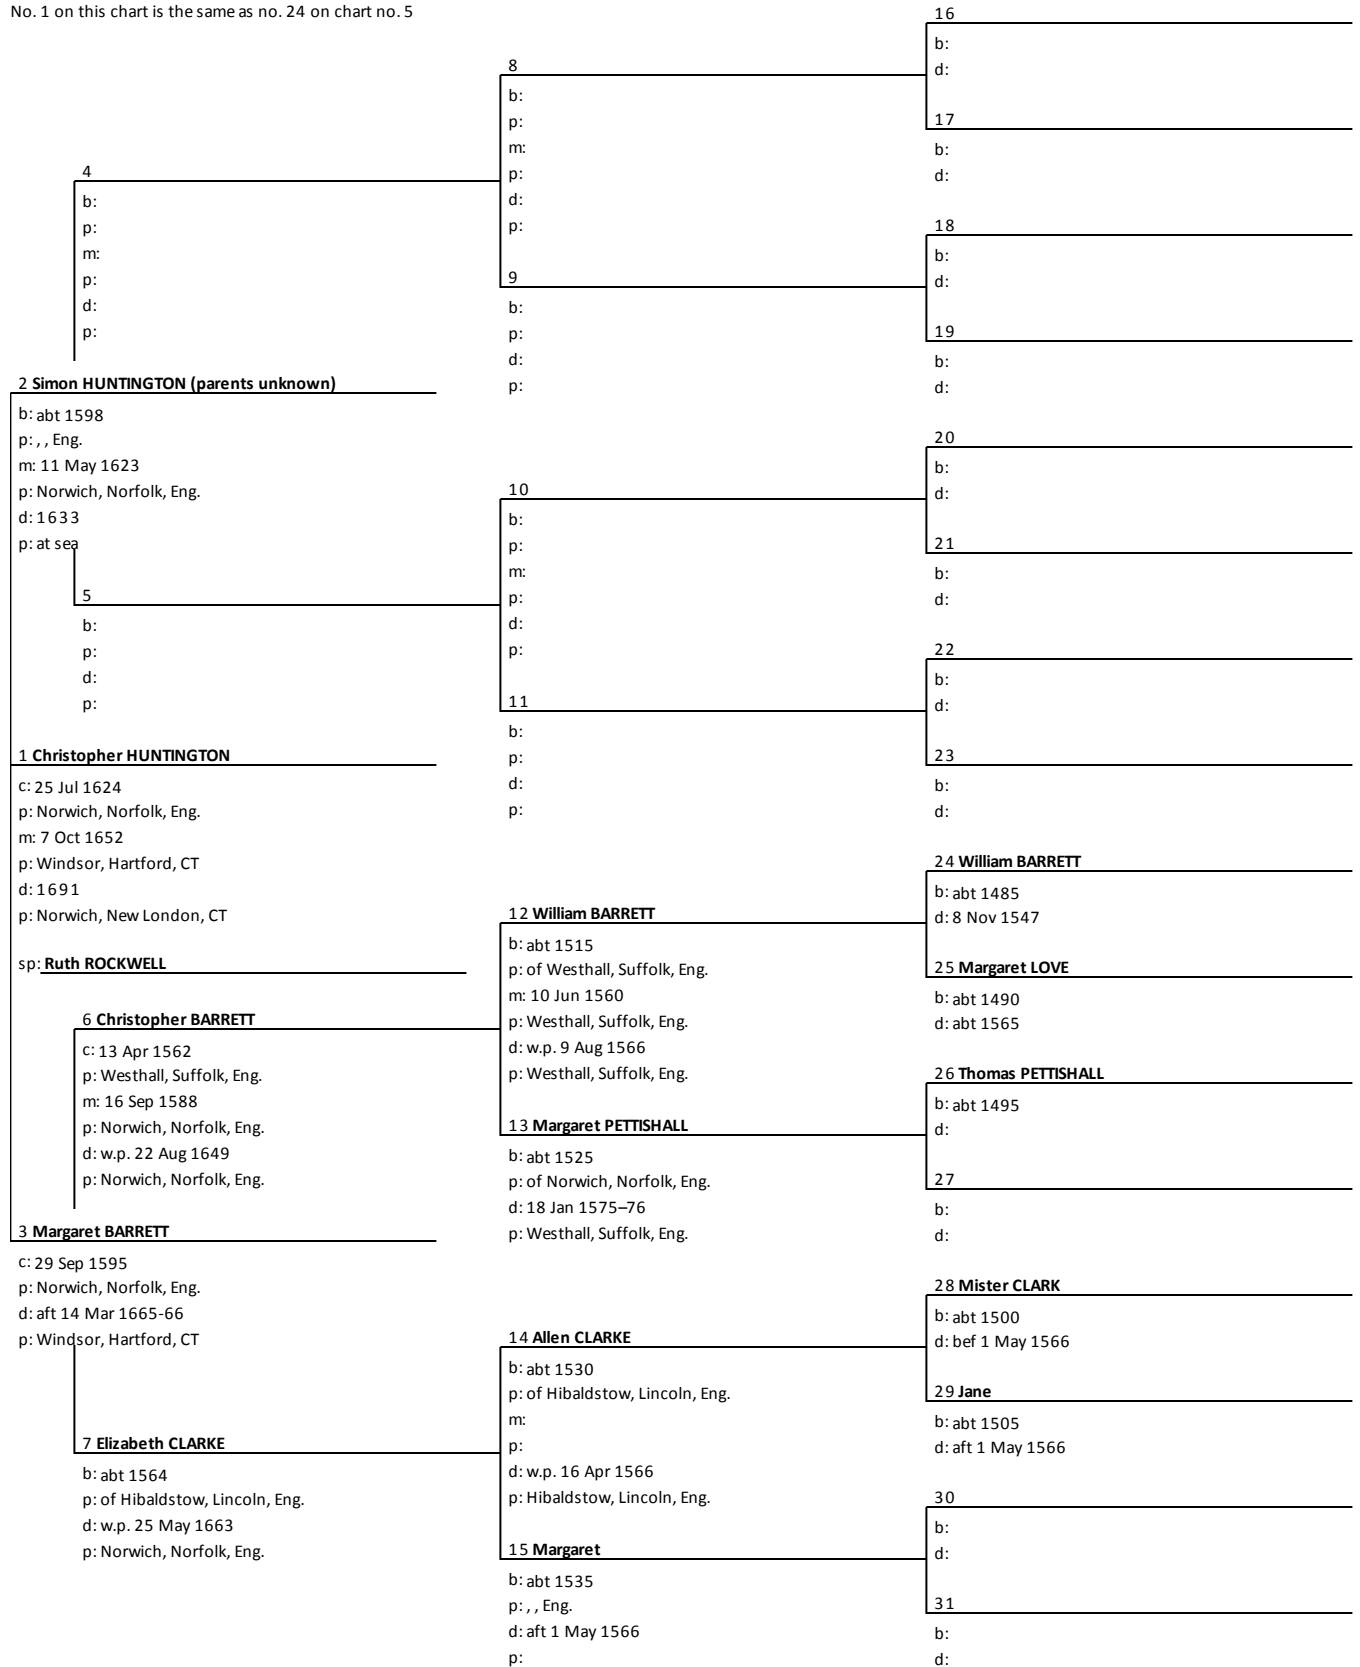 No. 1 on this chart is the same as no. 24 on chart no. 5
16
b:
d:
8
b:
p:
m:
p:
d:
p:
17
b:
d:
4
b:
p:
m:
p:
d:
p:
18
b:
d:
9
b:
p:
d:
p:
19
b:
d:
2 Simon HUNTINGTON (parents unknown)
b: abt 1598
p: , , Eng.
m: 11 May 1623
p: Norwich, Norfolk, Eng.
d: 1633
p: at sea
20
b:
d:
10
b:
p:
m:
p:
d:
p:
21
b:
d:
5
b:
p:
d:
p:
22
b:
d:
11
b:
p:
d:
p:
23
b:
d:
1 Christopher HUNTINGTON
c: 25 Jul 1624
p: Norwich, Norfolk, Eng.
m: 7 Oct 1652
p: Windsor, Hartford, CT
d: 1691
p: Norwich, New London, CT
sp: Ruth ROCKWELL
24 William BARRETT
b: abt 1485
d: 8 Nov 1547
12 William BARRETT
b: abt 1515
p: of Westhall, Suffolk, Eng.
m: 10 Jun 1560
p: Westhall, Suffolk, Eng.
d: w.p. 9 Aug 1566
p: Westhall, Suffolk, Eng.
25 Margaret LOVE
b: abt 1490
d: abt 1565
6 Christopher BARRETT
c: 13 Apr 1562
p: Westhall, Suffolk, Eng.
m: 16 Sep 1588
p: Norwich, Norfolk, Eng.
d: w.p. 22 Aug 1649
p: Norwich, Norfolk, Eng.
26 Thomas PETTISHALL
b: abt 1495
d:
13 Margaret PETTISHALL
b: abt 1525
p: of Norwich, Norfolk, Eng.
d: 18 Jan 1575–76
p: Westhall, Suffolk, Eng.
27
b:
d:
3 Margaret BARRETT
c: 29 Sep 1595
p: Norwich, Norfolk, Eng.
d: aft 14 Mar 1665-66
p: Windsor, Hartford, CT
28 Mister CLARK
b: abt 1500
d: bef 1 May 1566
14 Allen CLARKE
b: abt 1530
p: of Hibaldstow, Lincoln, Eng.
m:
p:
d: w.p. 16 Apr 1566
p: Hibaldstow, Lincoln, Eng.
29 Jane
b: abt 1505
d: aft 1 May 1566
7 Elizabeth CLARKE
b: abt 1564
p: of Hibaldstow, Lincoln, Eng.
d: w.p. 25 May 1663
p: Norwich, Norfolk, Eng.
30
b:
d:
15 Margaret
b: abt 1535
p: , , Eng.
d: aft 1 May 1566
p:
31
b:
d: